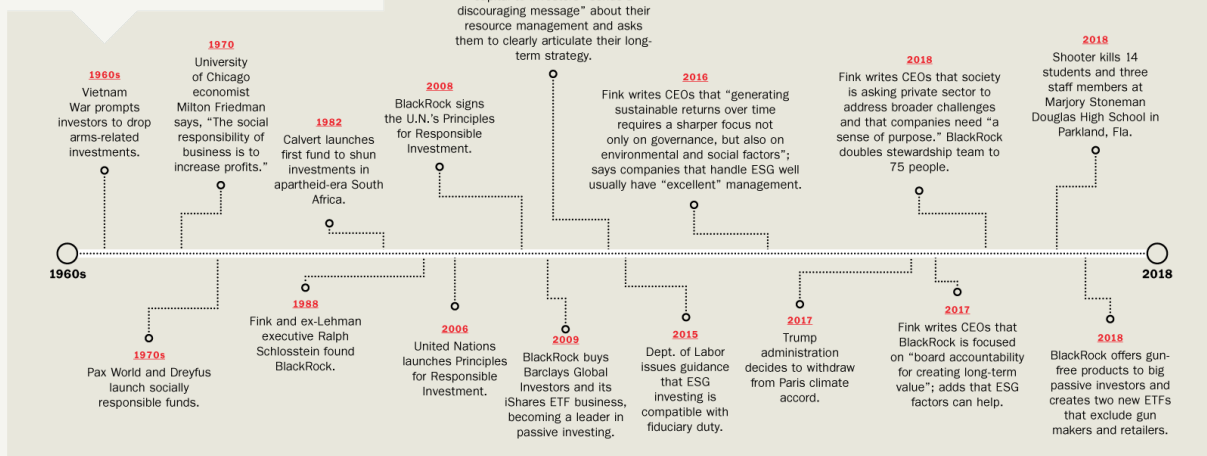 discouraging message” about their
resource management and asks
them to clearly articulate their long-
term strategy.
1960s
Vietnam
War prompts
investors to drop
arms-related
investments.
1970
University
of Chicago
economist
Milton Friedman
says, “The social
responsibility of
business is to
increase profits.”
1982
Calvert launches
first fund to shun
investments in
apartheid-era South
Africa.
2008
BlackRock signs
the U.N.’s Principles
for Responsible
Investment.
2016
Fink writes CEOs that “generating
sustainable returns over time
requires a sharper focus not
only on governance, but also on
environmental and social factors”;
says companies that handle ESG well
usually have “excellent” management.
2018
Fink writes CEOs that society
is asking private sector to
address broader challenges
and that companies need “a
sense of purpose.” BlackRock
doubles stewardship team to
75 people.
2018
Shooter kills 14
students and three
staff members at
Marjory Stoneman
Douglas High School in
Parkland, Fla.
1960s
2018
1970s
Pax World and Dreyfus
launch socially
responsible funds.
1988
Fink and ex-Lehman
executive Ralph
Schlosstein found
BlackRock.
2006
United Nations
launches Principles
for Responsible
Investment.
2009
BlackRock buys
Barclays Global
Investors and its
iShares ETF business,
becoming a leader in
passive investing.
2015
Dept. of Labor
issues guidance
that ESG
investing is
compatible with
fiduciary duty.
2017
Trump
administration
decides to withdraw
from Paris climate
accord.
2017
Fink writes CEOs that
BlackRock is focused
on “board accountability
for creating long-term
value”; adds that ESG
factors can help.
2018
BlackRock offers gun-
free products to big
passive investors and
creates two new ETFs
that exclude gun
makers and retailers.